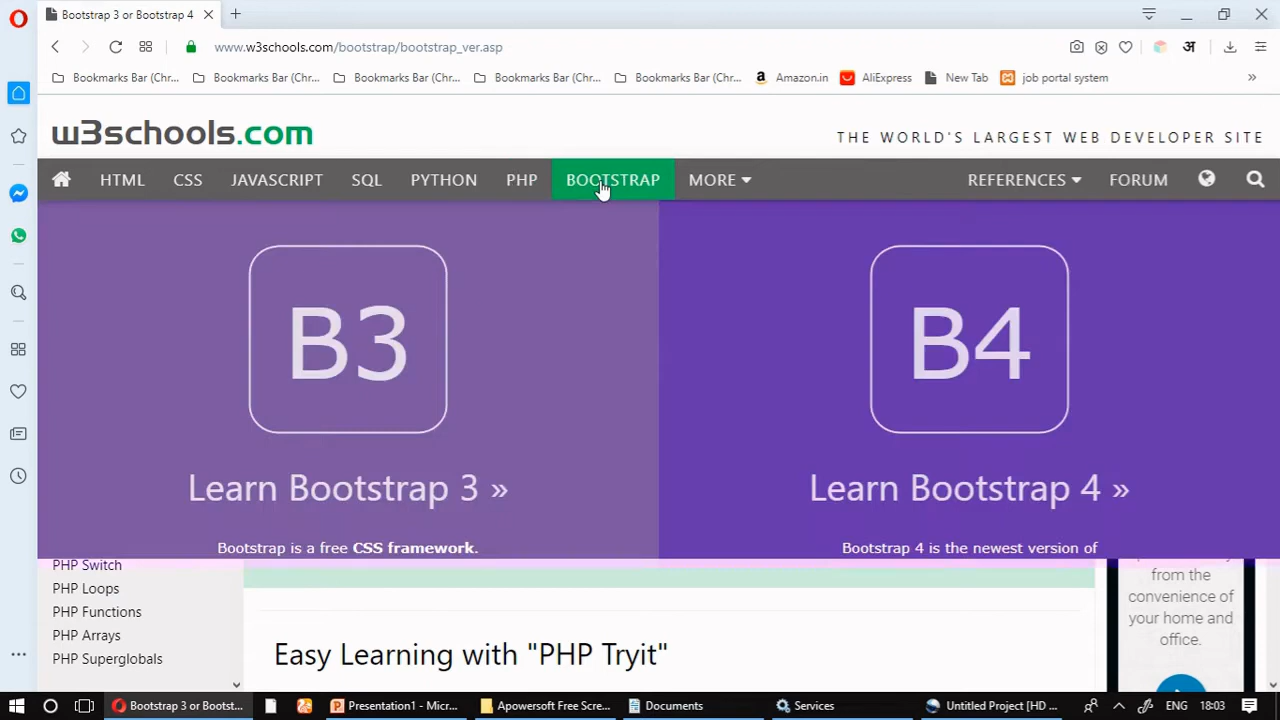 Bootstrap 3 or Bootstrap 4
www.w3schools.com/bootstrap/bootstrap_ver.asp
अ
Bookmarks Bar (Chr... Bookmarks Bar (Chr... Bookmarks Bar (Chr... Bookmarks Bar (Chr... Bookmarks Bar (Chr... Amazon.in AliExpress New Tab job portal system
w3schools.com
THE WORLD'S LARGEST WEB DEVELOPER SITE
HTML CSS JAVASCRIPT SQL PYTHON PHP BOOTSTRAP MORE REFERENCES FORUM
B3
B4
Learn Bootstrap 3 »
Learn Bootstrap 4 »
Bootstrap is a free CSS framework.
Bootstrap 4 is the newest version of
PHP Switch
PHP Loops
PHP Functions
PHP Arrays
PHP Superglobals
Easy Learning with "PHP Tryit"
from the
convenience of
your home and
office.
Bootstrap 3 or Bootst... Presentation1 - Micr... Apowersoft Free Scre... Documents Services Untitled Project [HD ... ENG 18:03